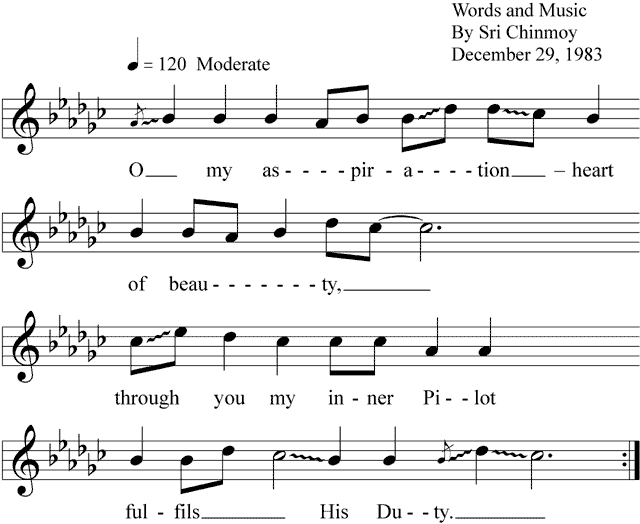 Words and Music
By Sri Chinmoy
December 29, 1983
= 120 Moderate
O___ my as- - - - -pir- a- - - -tion___ – heart
of beau- - - - - - -ty,________
through you my in - ner Pi- - lot
ful - fils________ His Du- - ty.________